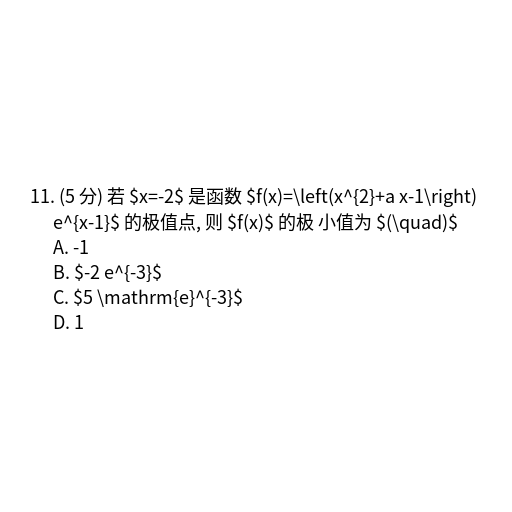 11. (5 分) 若 $x=-2$ 是函数 $f(x)=\left(x^{2}+a x-1\right)
e^{x-1}$ 的极值点, 则 $f(x)$ 的极 小值为 $(\quad)$
A. -1
B. $-2 e^{-3}$
C. $5 \mathrm{e}^{-3}$
D. 1